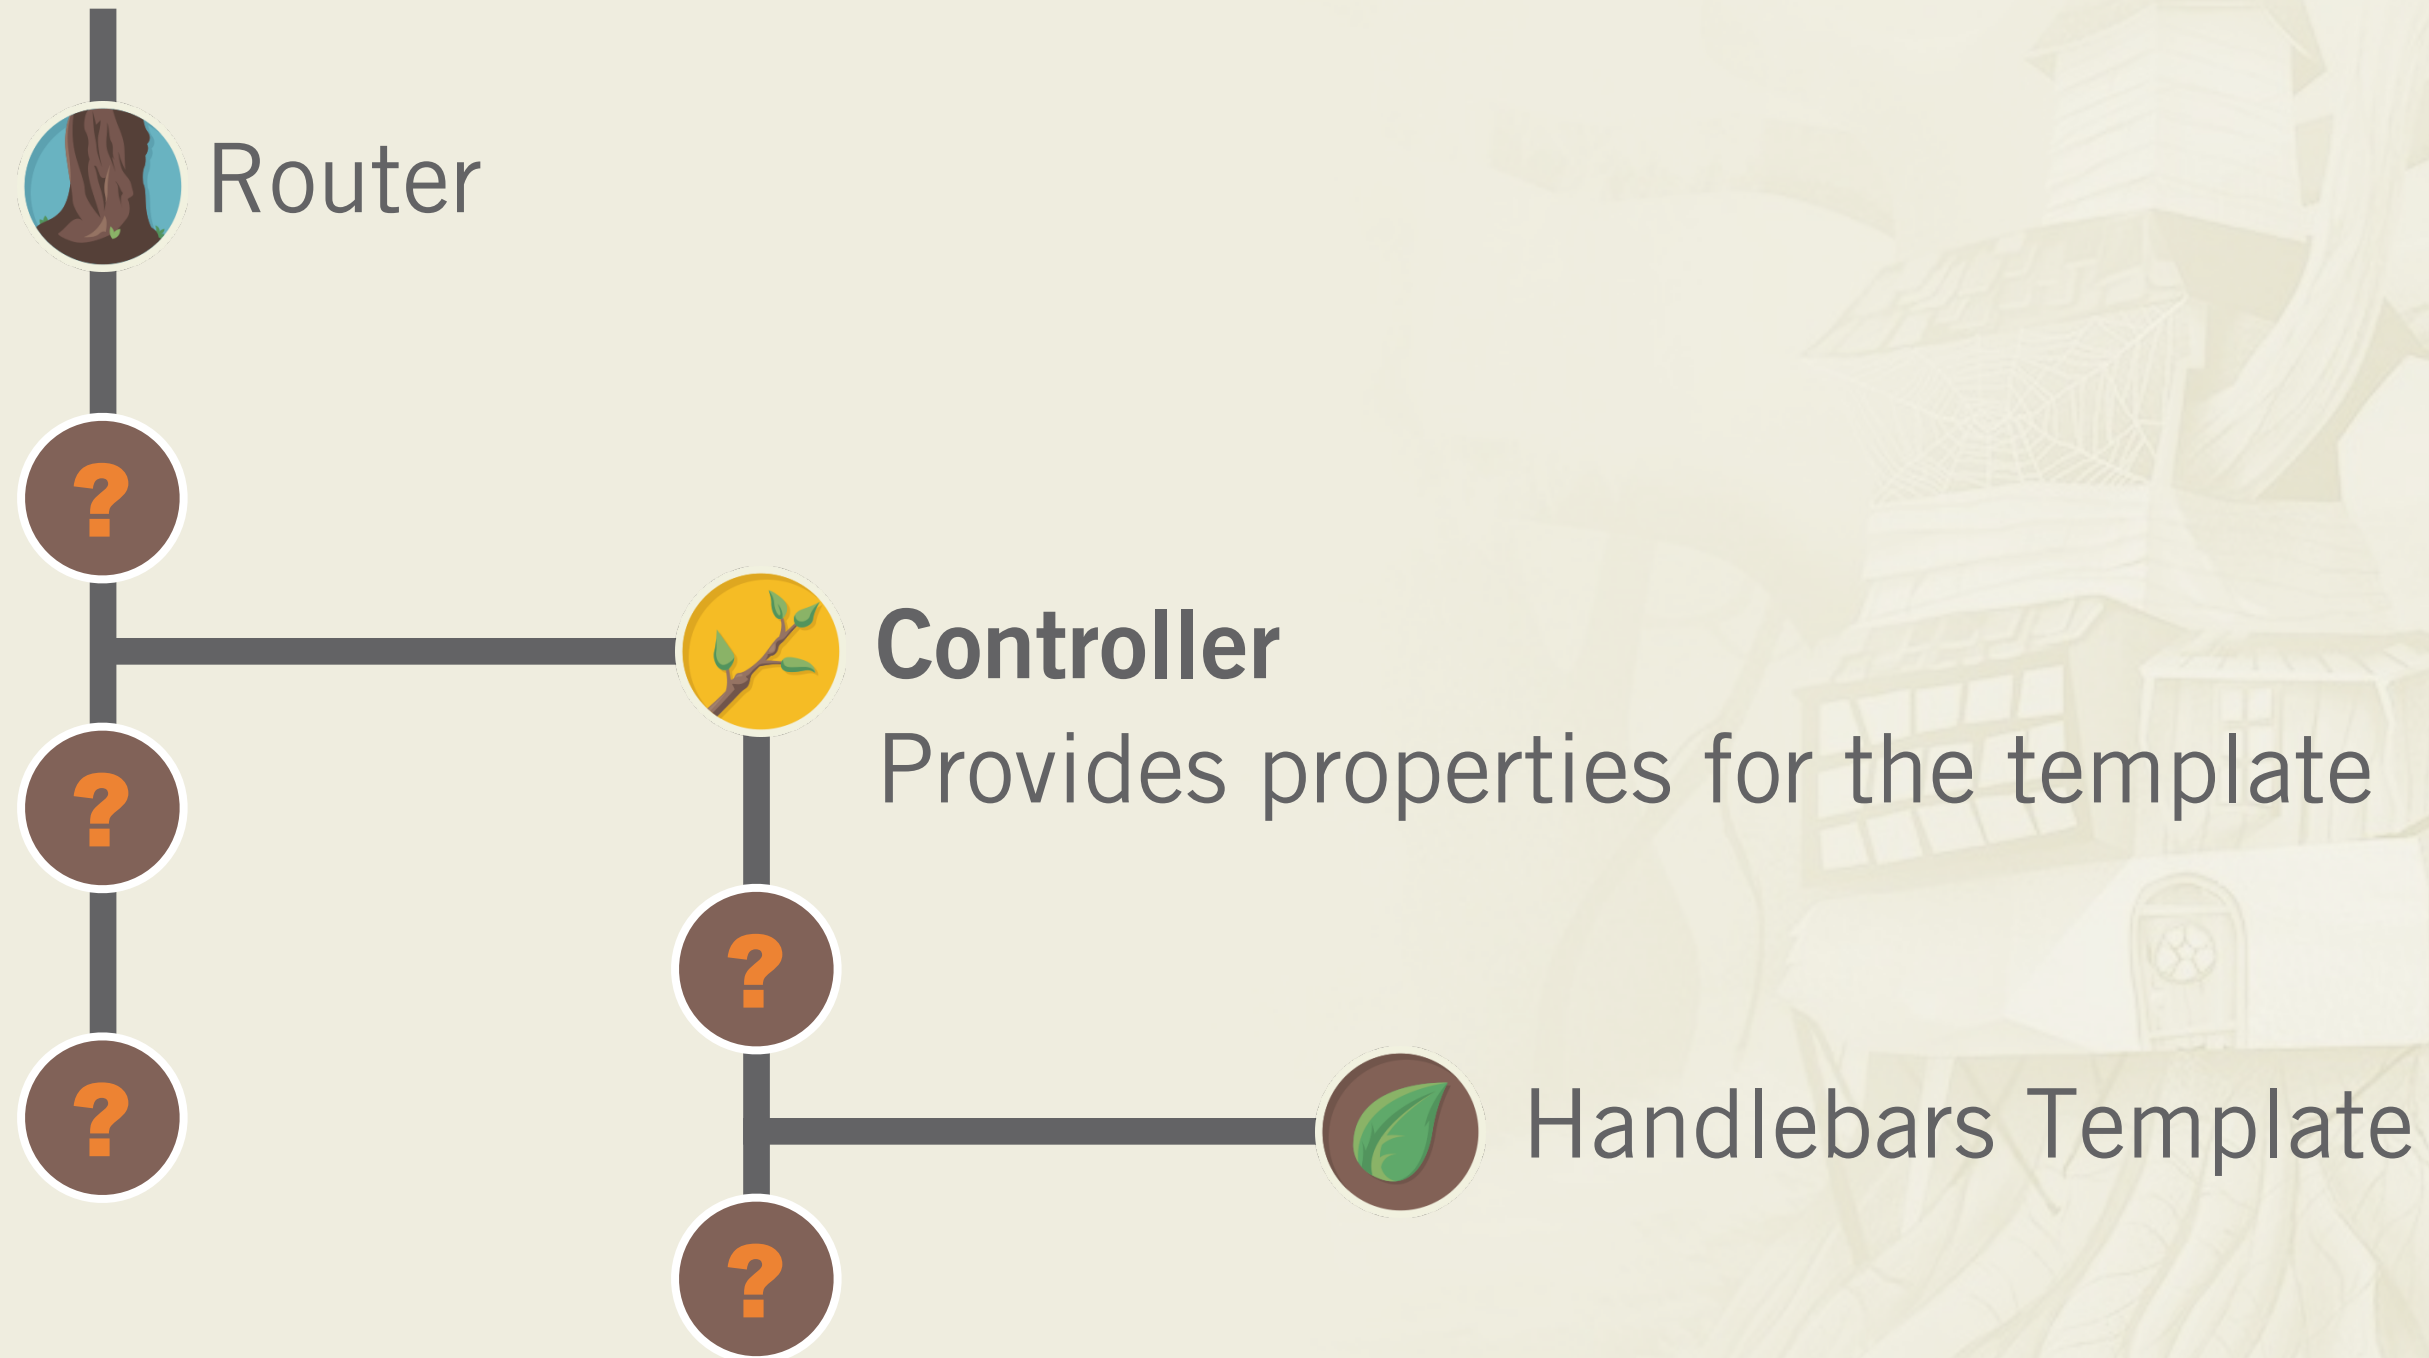 Router
?
Controller
Provides properties for the template
?
?
Handlebars Template
?
?